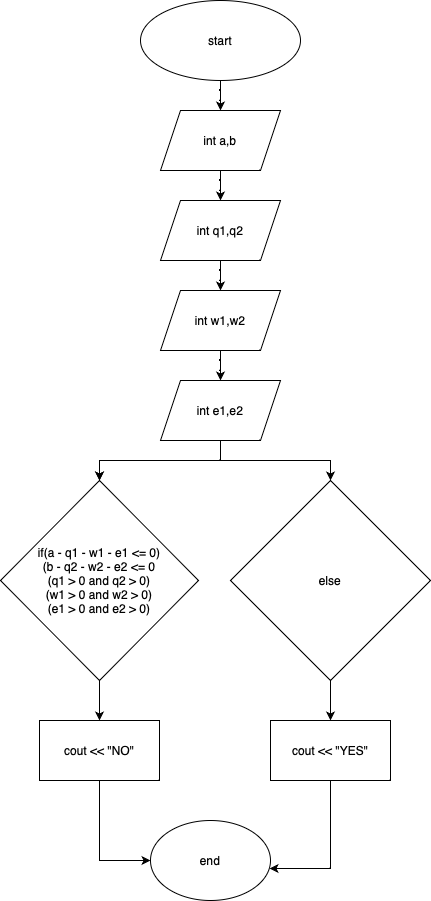 start
int a,b
int q1,q2
int w1,w2
int e1,e2
if(a - q1 - w1 - e1 <= 0)
(b - q2 - w2 - e2 <= 0
(q1 > 0 and q2 > 0)
(w1 > 0 and w2 > 0)
(e1 > 0 and e2 > 0)
else
cout << "NO"
cout << "YES"
end